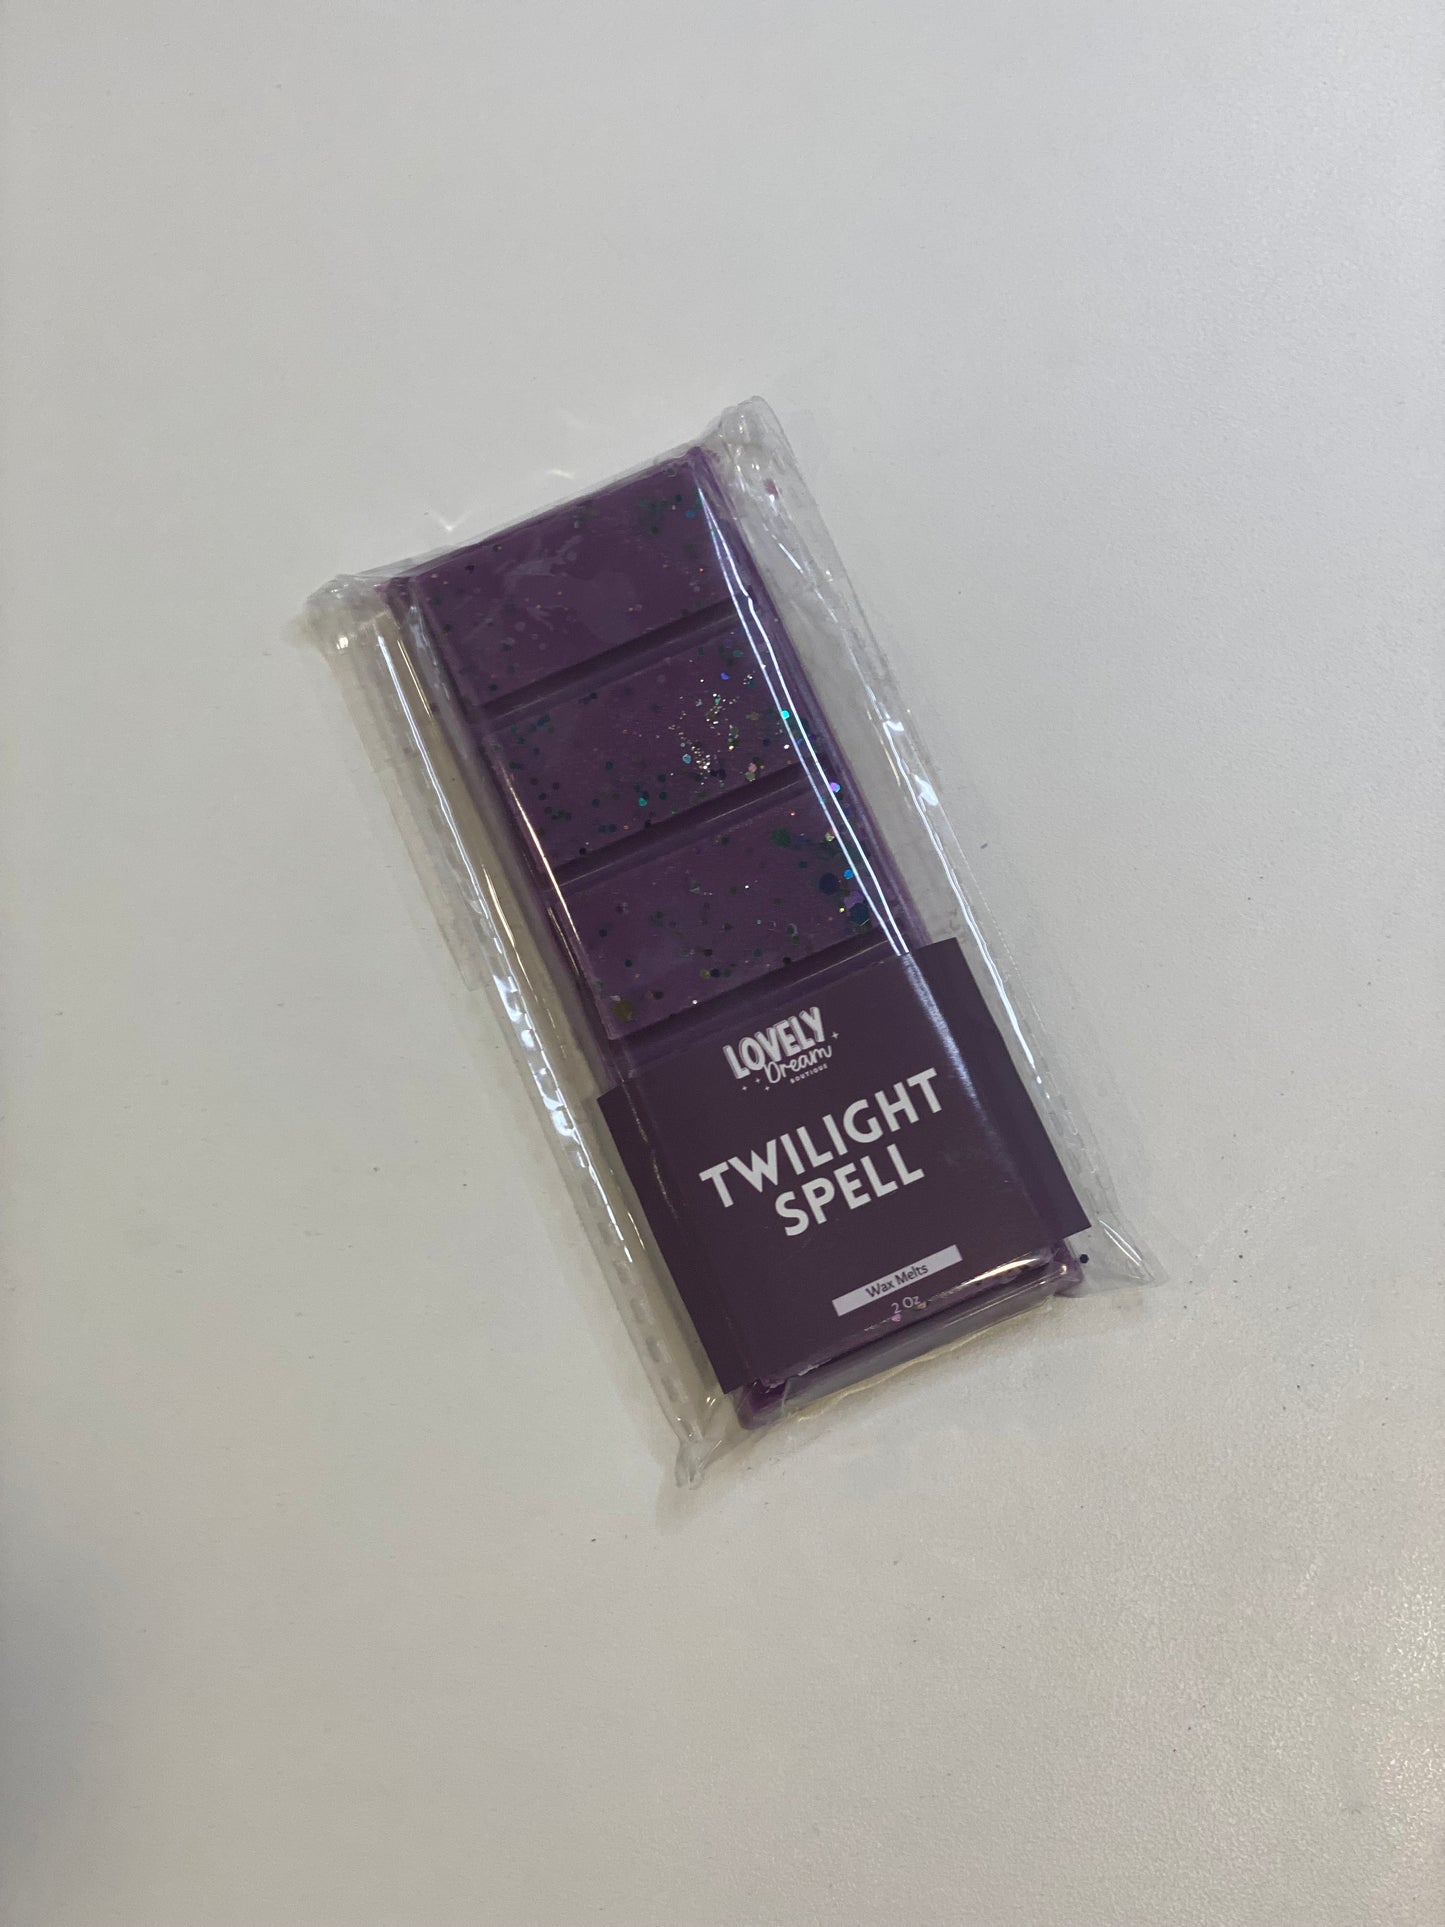 LOVELY
Dream
BOUTIQUE
TWILIGHT
SPELL
Wax Melts
2 Oz